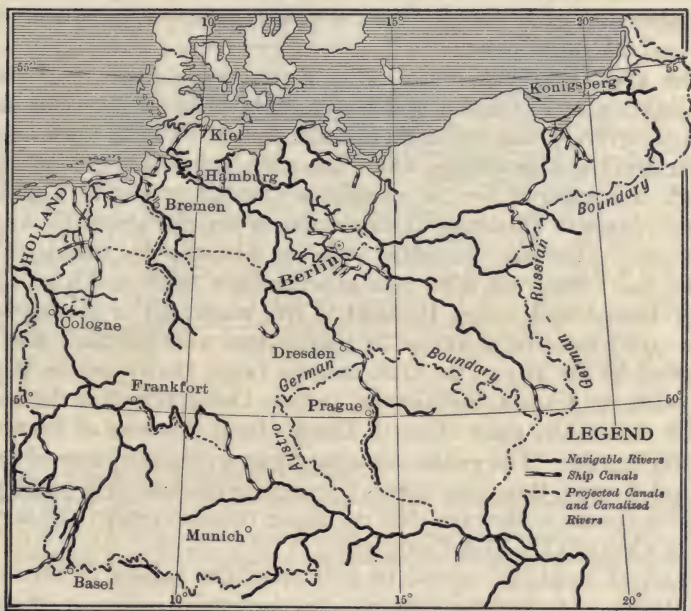 10°
15°
20°
55°
55
Konigsberg
Kiel
Hamburg
Bremen
HOLLAND
Boundary
Russian
German
Berlin
Cologne
Dresden
Boundary
German
Austro
Frankfort
50°
50°
Prague
LEGEND
Navigable Rivers
Ship Canals
Projected Canals
and Canalized
Rivers
Munich
Basel
10°
15°
20°